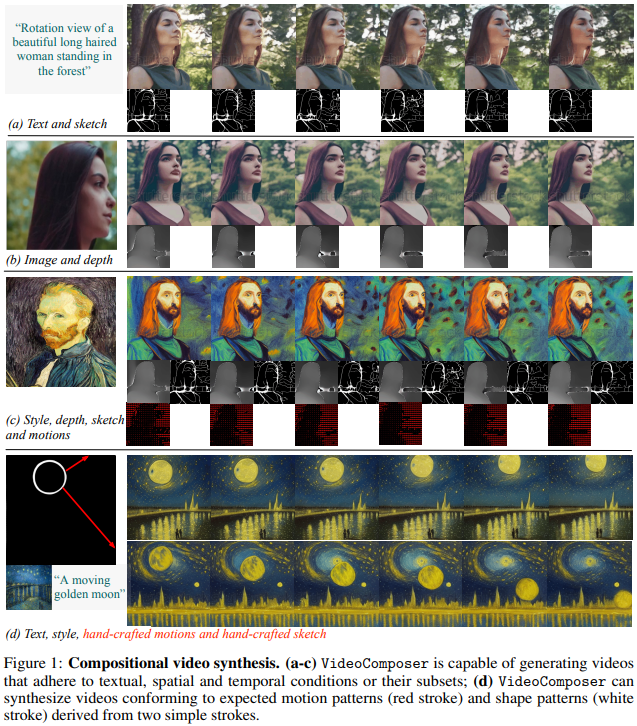 “Rotation view of a
beautiful long haired
woman standing in
the forest”
(a) Text and sketch
(b) Image and depth
(c) Style, depth, sketch
and motions
“A moving
golden moon”
(d) Text, style, hand-crafted motions and hand-crafted sketch
Figure 1: Compositional video synthesis. (a-c) VideoComposer is capable of generating videos
that adhere to textual, spatial and temporal conditions or their subsets; (d) VideoComposer can
synthesize videos conforming to expected motion patterns (red stroke) and shape patterns (white
stroke) derived from two simple strokes.